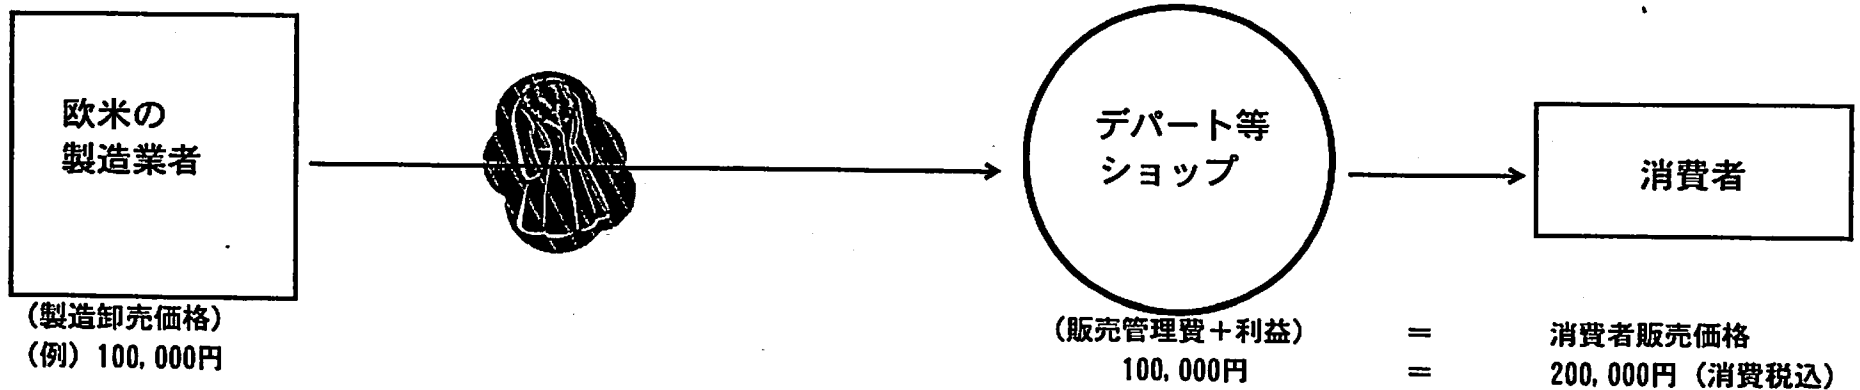 欧米の
製造業者
デパート等
ショップ
消費者
(製造卸売価格)
(例) 100,000円
(販売管理費+利益) = 消費者販売価格
100,000円 = 200,000円 (消費税込)